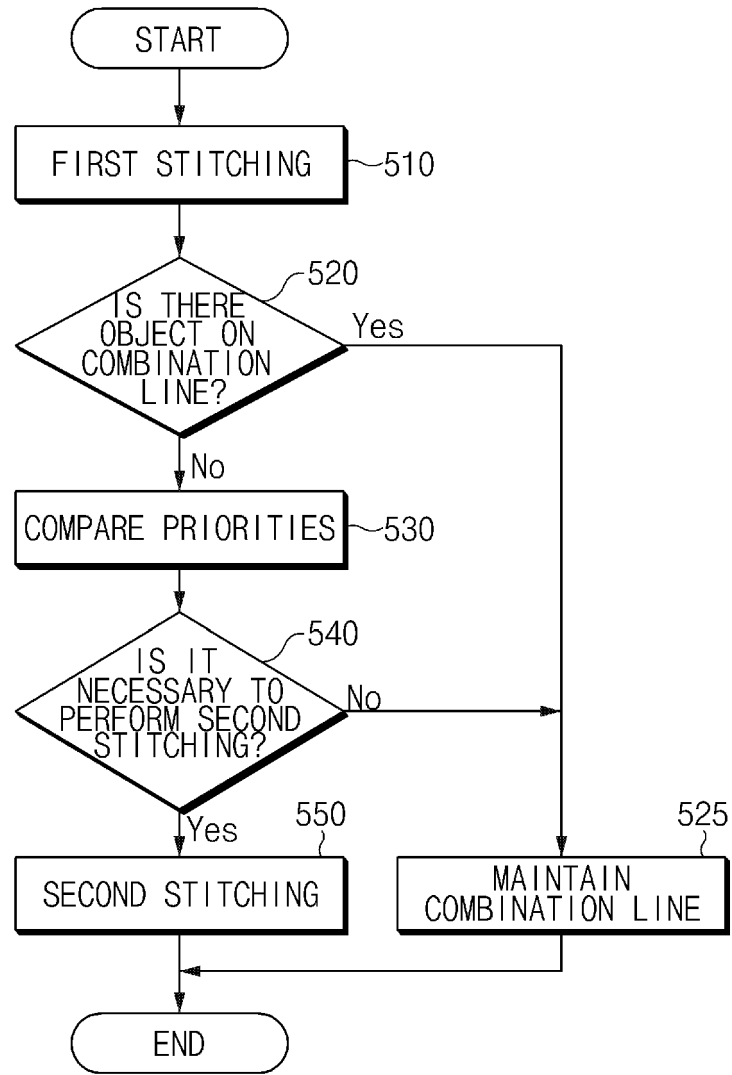 START
FIRST STITCHING
510
520
IS THERE
OBJECT ON
COMBINATION
LINE?
Yes
No
COMPARE PRIORITIES
530
540
IS IT
NECESSARY TO
PERFORM SECOND
STITCHING?
No
Yes
550
SECOND STITCHING
525
MAINTAIN
COMBINATION LINE
END